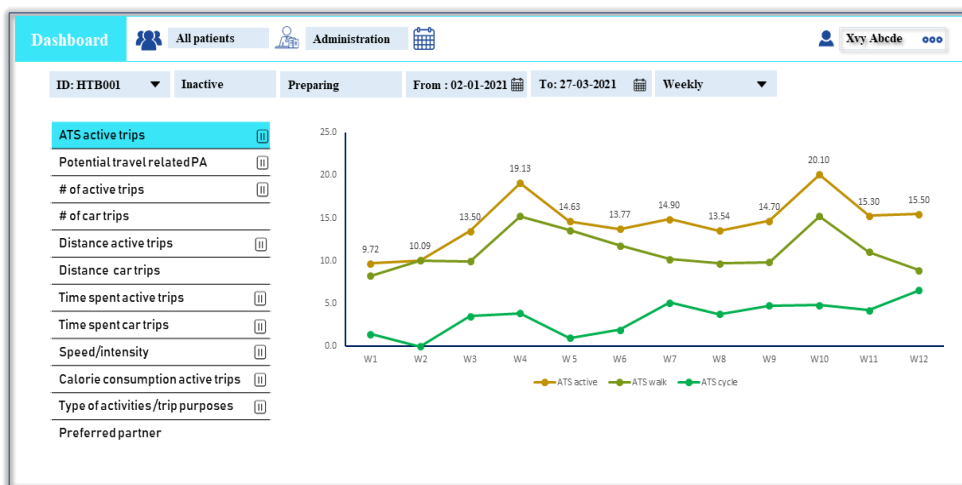 Dashboard All patients Administration Xvy Abcde
ID: HTB001 Inactive Preparing From : 02-01-2021 To: 27-03-2021 Weekly
ATS active trips
Potential travel related PA
# of active trips
# of car trips
Distance active trips
Distance car trips
Time spent active trips
Time spent car trips
Speed/intensity
Calorie consumption active trips
Type of activities /trip purposes
Preferred partner
25.0
20.0
15.0
10.0
5.0
0.0
9.72 10.09 13.50 19.13 14.63 13.77 14.90 13.54 14.70 20.10 15.30 15.50
W1 W2 W3 W4 W5 W6 W7 W8 W9 W10 W11 W12
ATS active ATS walk ATS cycle